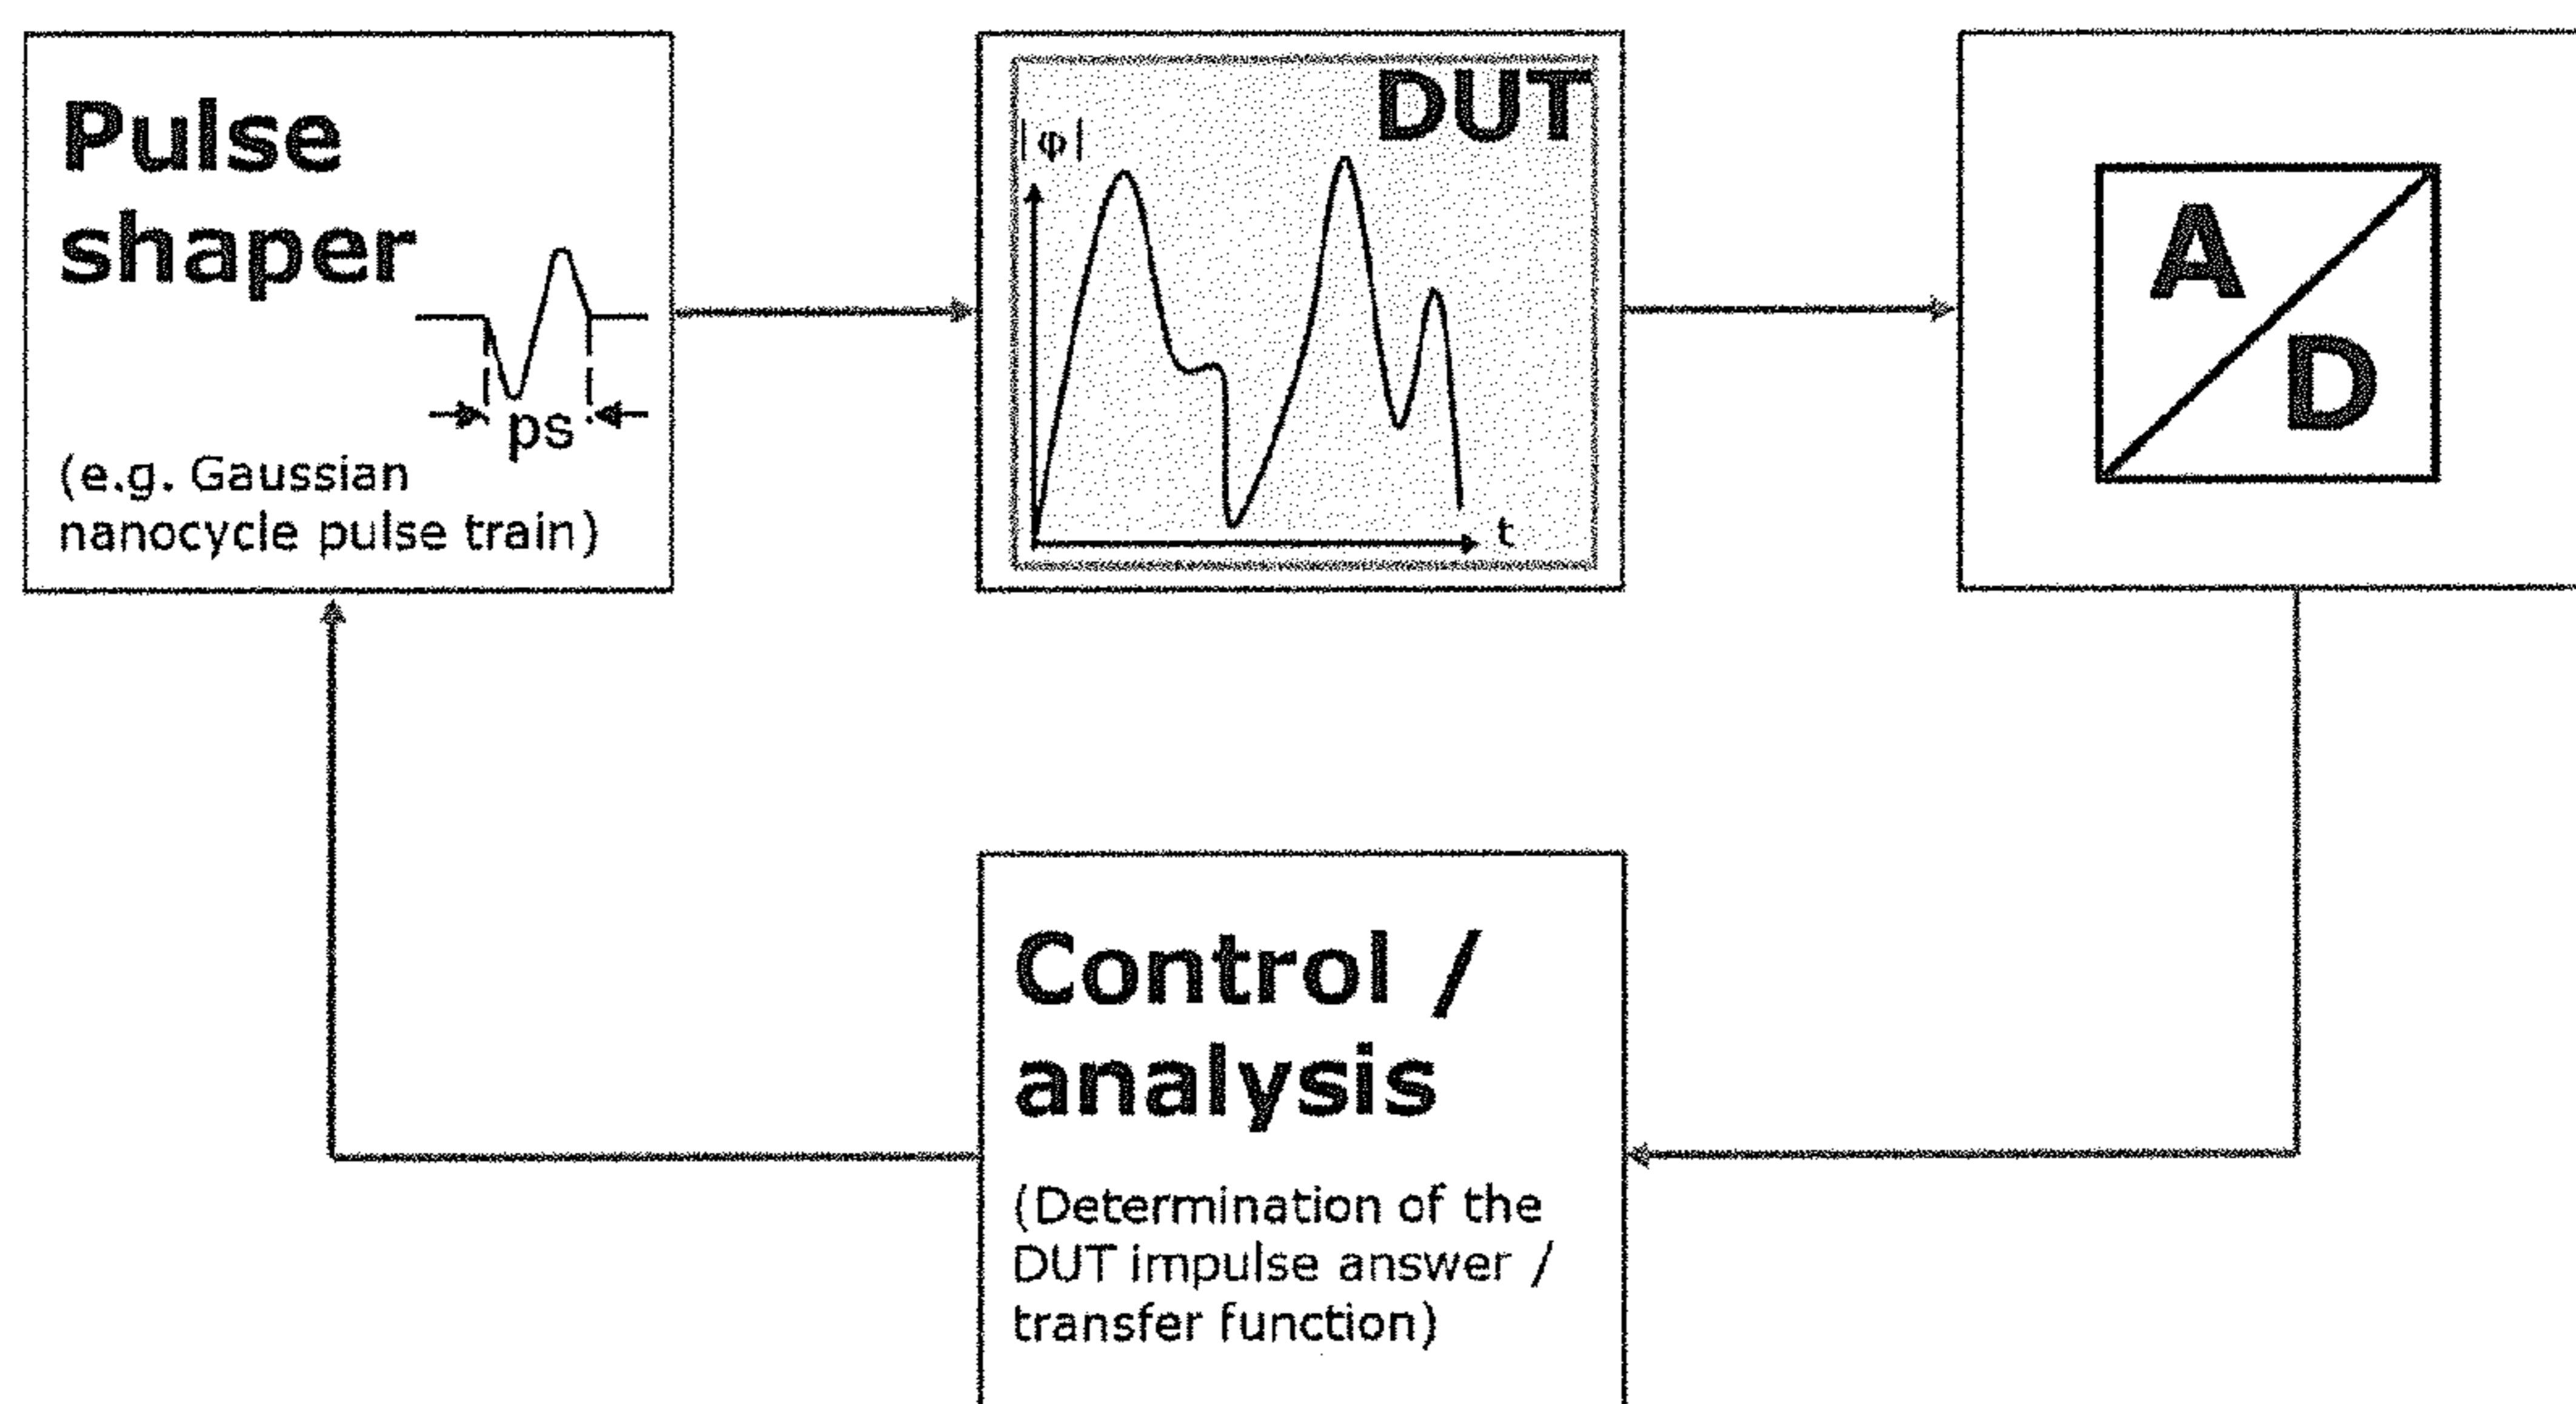 Pulse
shaper
ps
(e.g. Gaussian
nanocycle pulse train)
DUT
|φ|
t
A
D
Control /
analysis
(Determination of the
DUT impulse answer /
transfer function)